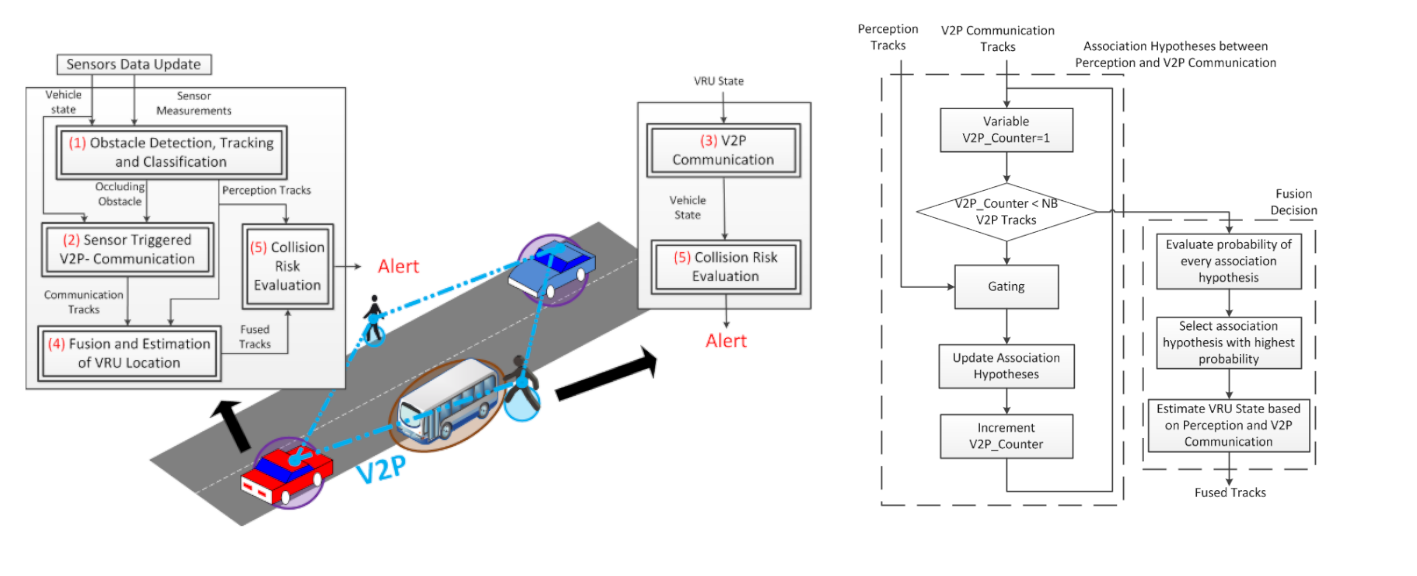 Sensors Data Update
Vehicle
state
Sensor
Measurements
(1) Obstacle Detection, Tracking
and Classification
Occluding
Obstacle
Perception Tracks
(2) Sensor Triggered
V2P- Communication
(5) Collision
Risk
Evaluation
Alert
Communication
Tracks
(4) Fusion and Estimation
of VRU Location
Fused
Tracks
V2P
VRU State
(3) V2P
Communication
Vehicle
State
(5) Collision Risk
Evaluation
Alert
Perception
Tracks
V2P Communication
Tracks
Association Hypotheses between
Perception and V2P Communication
Variable
V2P_Counter=1
V2P_Counter < NB
V2P Tracks
Gating
Update Association
Hypotheses
Increment
V2P_Counter
Fusion
Decision
Evaluate probability of
every association
hypothesis
Select association
hypothesis with highest
probability
Estimate VRU State based
on Perception and V2P
Communication
Fused Tracks